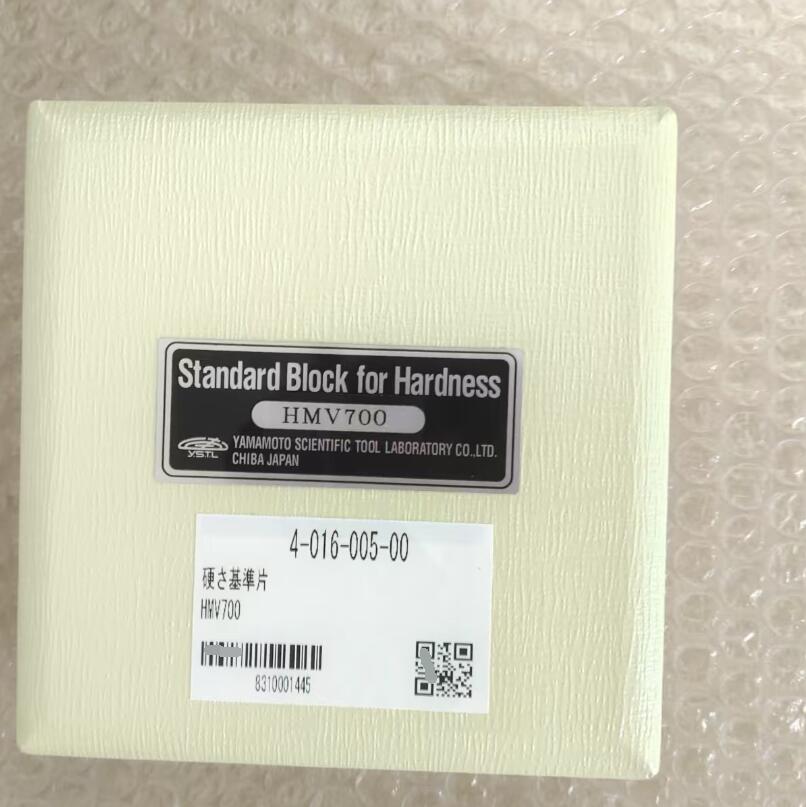 Standard Block for Hardness
HMV700
YAMAMOTO SCIENTIFIC TOOL LABORATORY CO.,LTD.
Y.S.T.L
CHIBA JAPAN
4-016-005-00
硬さ基準片
HMV700
8310001445